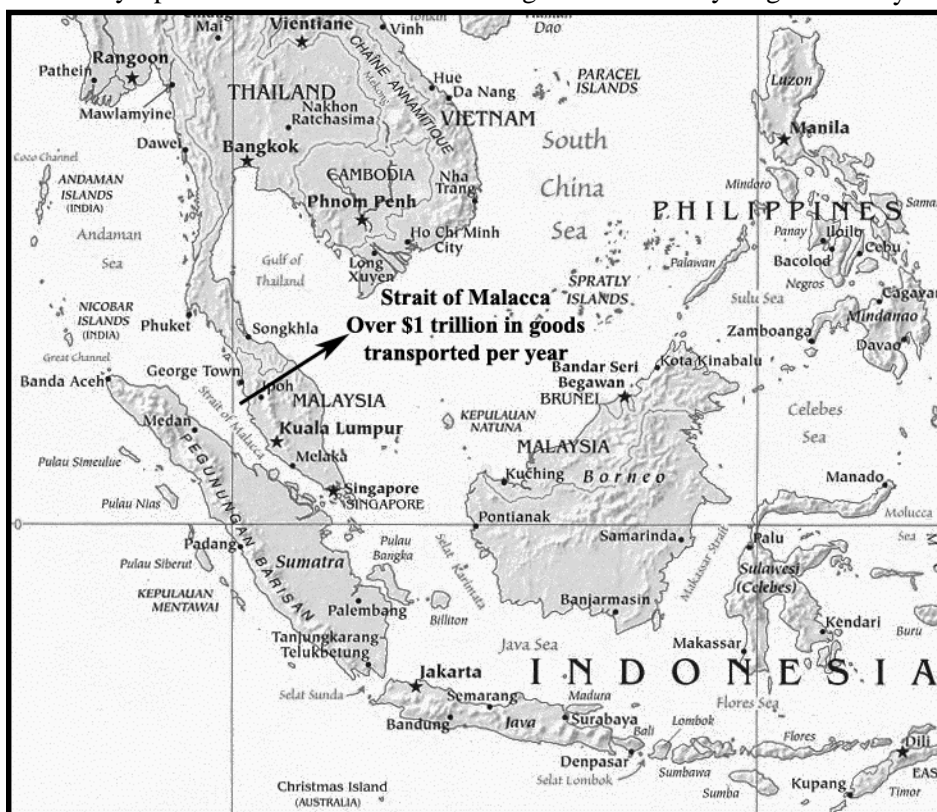 Mai
Vientiane
Vinh
Dao
Rangoon
Pathein
Mawlamyine
THAILAND
Nakhon
Ratchasima
CHAÎNE ANNAMITIQUE
Mekong
Hue
Da Nang
VIETNAM
PARACEL
ISLANDS
Luzon
Manila
Dawei
Bangkok
South
China
Sea
Coco Channel
ANDAMAN
ISLANDS
(INDIA)
CAMBODIA
Phnom Penh
Nha
Trang
Mindoro
PHILIPPINES
Andaman
Sea
Ho Chi Minh
City
Long
Xuyen
Gulf of
Thailand
Panay
Iloilo
Cebu
Bacolod
Negros
Palawan
SPRATLY
ISLANDS
Strait of Malacca
Over $1 trillion in goods
transported per year
Sulu Sea
Cagayan
Mindanao
Zamboanga
Davao
NICOBAR
ISLANDS
(INDIA)
Phuket
Songkhla
Great Channel
George Town
Banda Aceh
Ipoh
Kota Kinabalu
Bandar Seri
Begawan
BRUNEI
MALAYSIA
Strait of Malacca
Medan
Kuala Lumpur
KEPULAUAN
NATUNA
MALAYSIA
Celebes
Sea
Pulau Simeulue
PEGUNUNGAN BARISAN
Melaka
Kuching
Borneo
Manado
Pulau Nias
Singapore
SINGAPORE
0
Pontianak
Molucca
Sea
Samarinda
Makassar Strait
Palu
Padang
Pulau Siberut
Sumatra
Pulau
Bangka
Selat Karimata
Sulawesi
(Celebes)
KEPULAUAN
MENTAWAI
Palembang
Billiton
Banjarmasin
Kendari
Buru
Tanjungkarang
Telukbetung
Java Sea
Makassar
INDONESIA
Selat Sunda
Jakarta
Semarang
Madura
Flores Sea
Bandung
Java
Surabaya
Bali
Lombok
Flores
Dili
Denpasar
Selat Lombok
Sumbawa
Sumba
Kupang
Timor
Christmas Island
(AUSTRALIA)